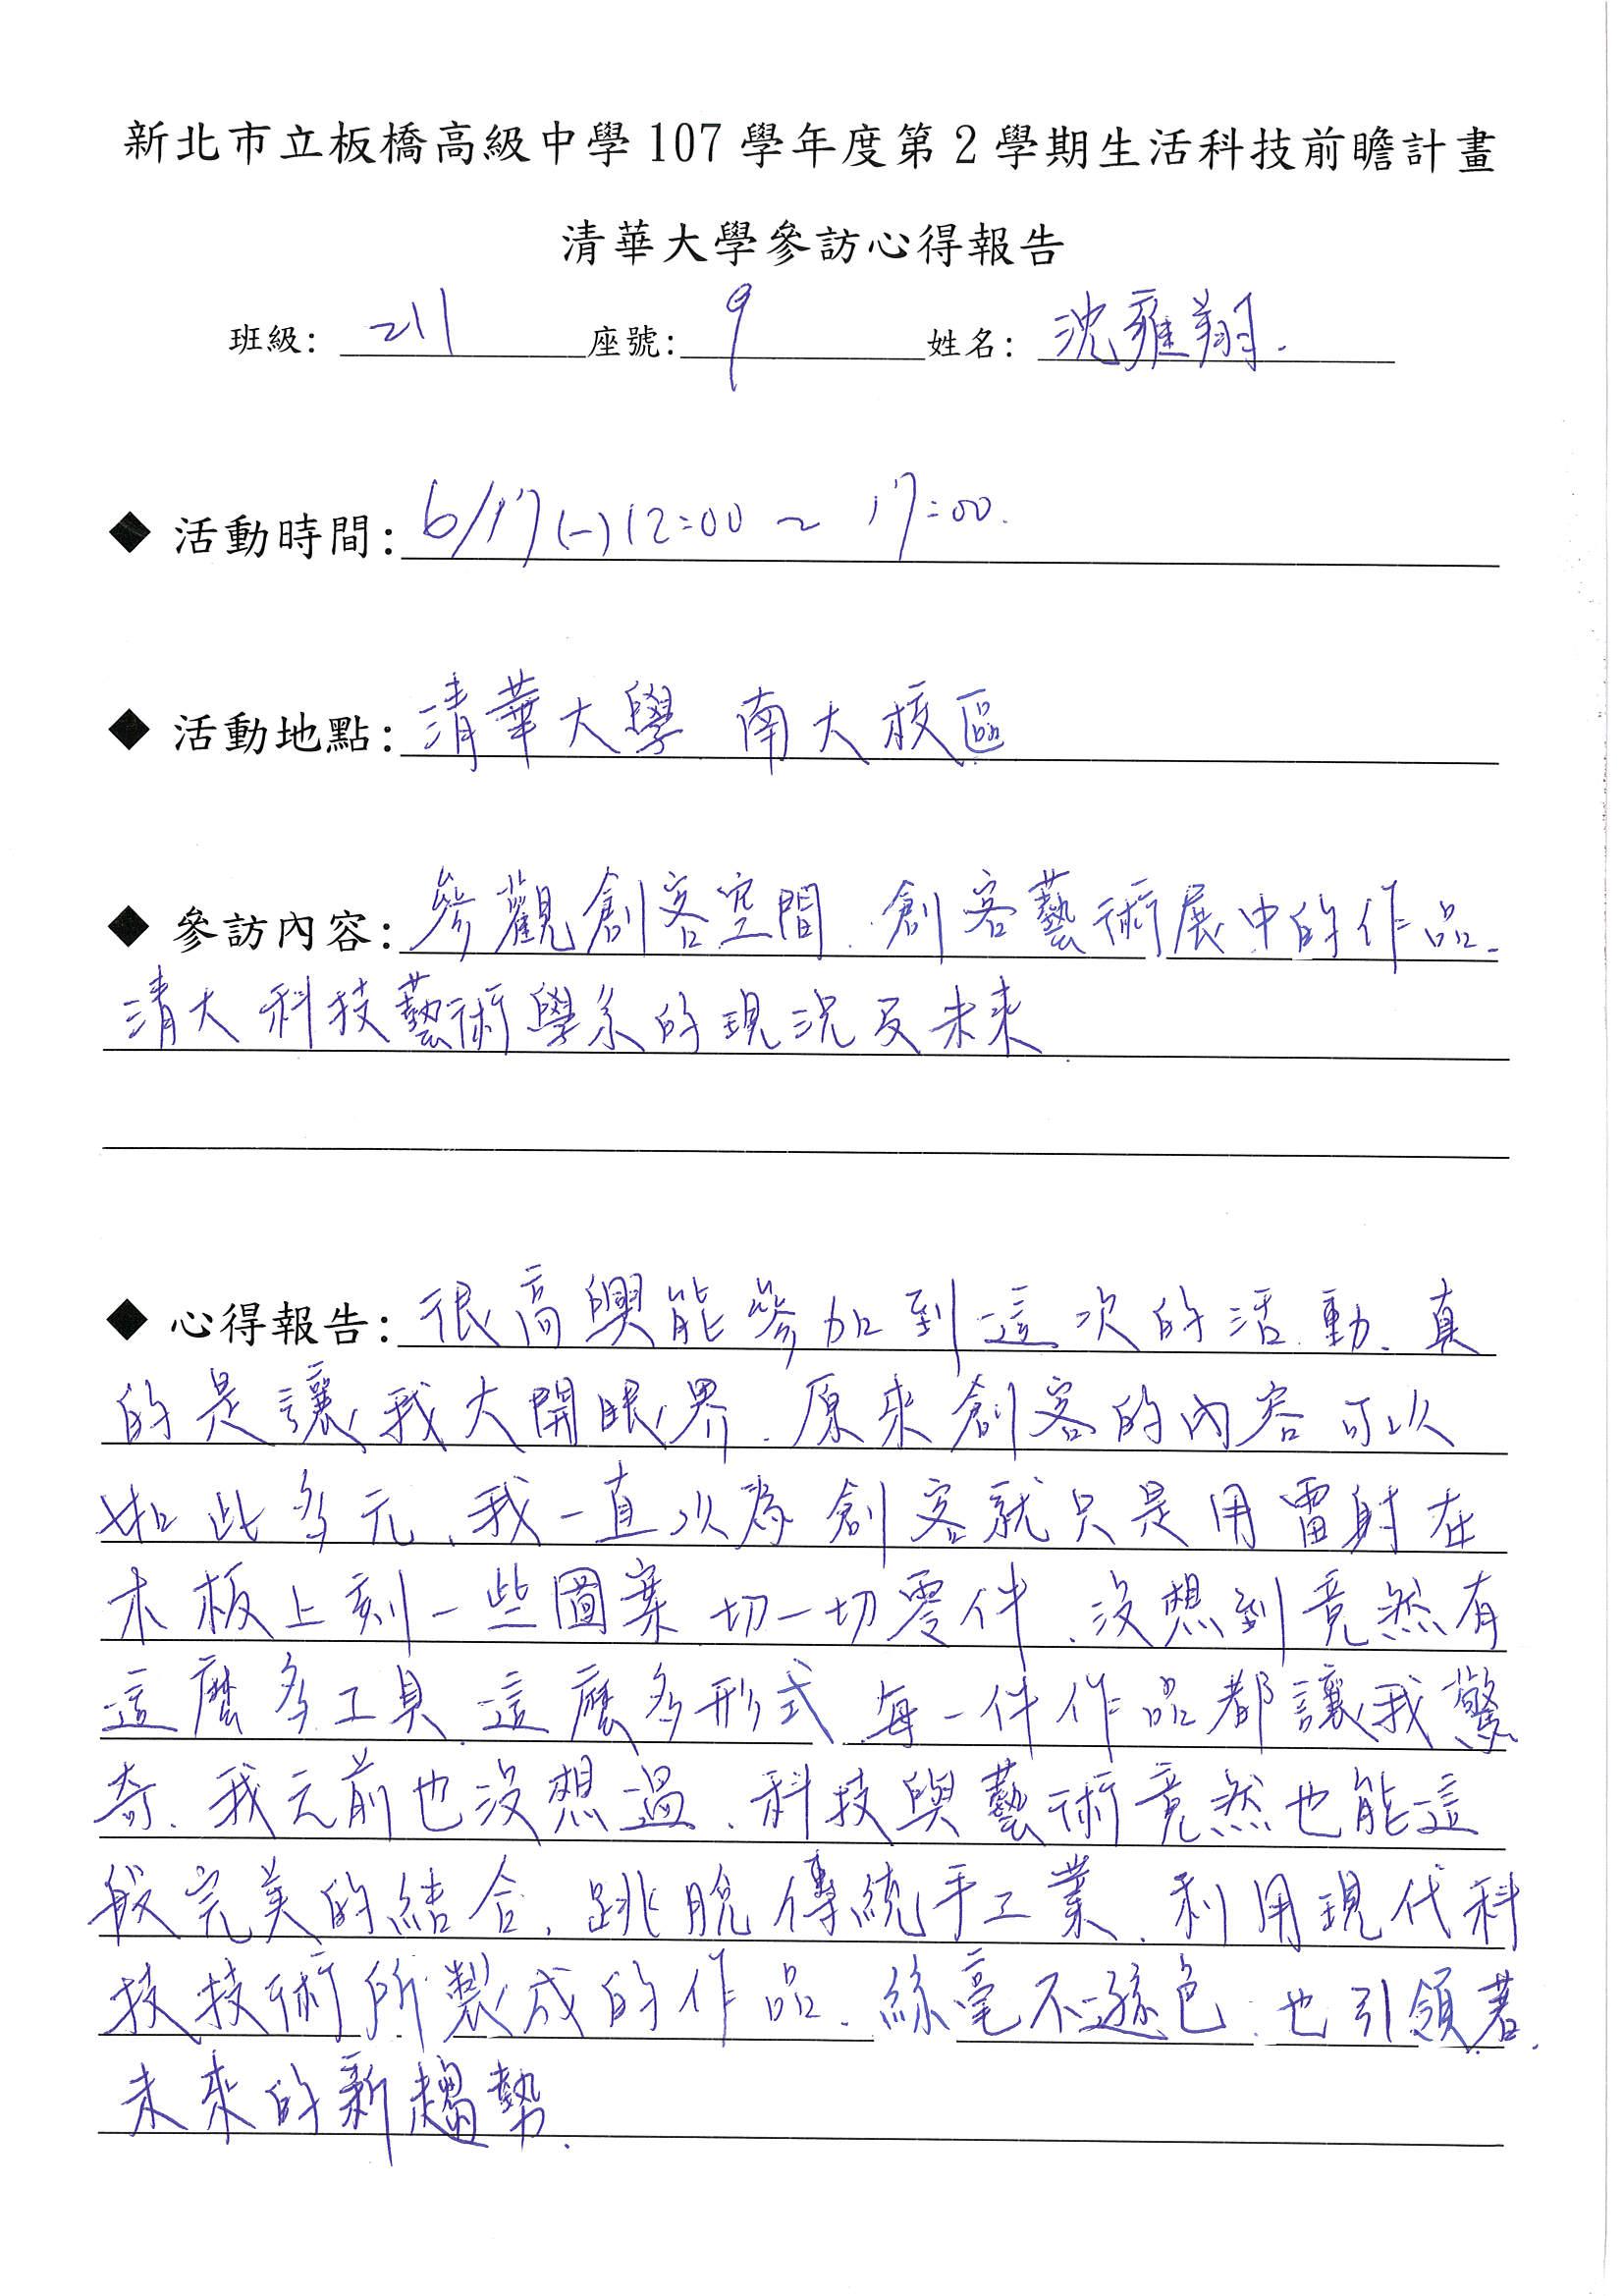 新北市立板橋高級中學 107 學年度第 2 學期生活科技前瞻計畫
清華大學參訪心得報告
班級: 211 座號: 9 姓名: 沈雍翔.
◆ 活動時間: 6/17 (一) 12:00 ~ 17:00.
◆ 活動地點: 清華大學 南大校區
◆ 參訪內容: 參觀創客空間、創客藝術展中的作品、
清大科技藝術學系的現況及未來
◆ 心得報告: 很高興能參加到這次的活動、真
的是讓我大開眼界、原來創客的內容可以
如此多元、我一直以為創客就只是用雷射在
木板上刻一些圖案切一切零件、沒想到竟然有
這麼多工具、這麼多形式、每一件作品都讓我驚
奇、我之前也沒想過、科技與藝術竟然也能這
般完美的結合、跳脫傳統手工業、利用現代科
技技術所製成的作品、絲毫不遜色、也引領著、
未來的新趨勢.